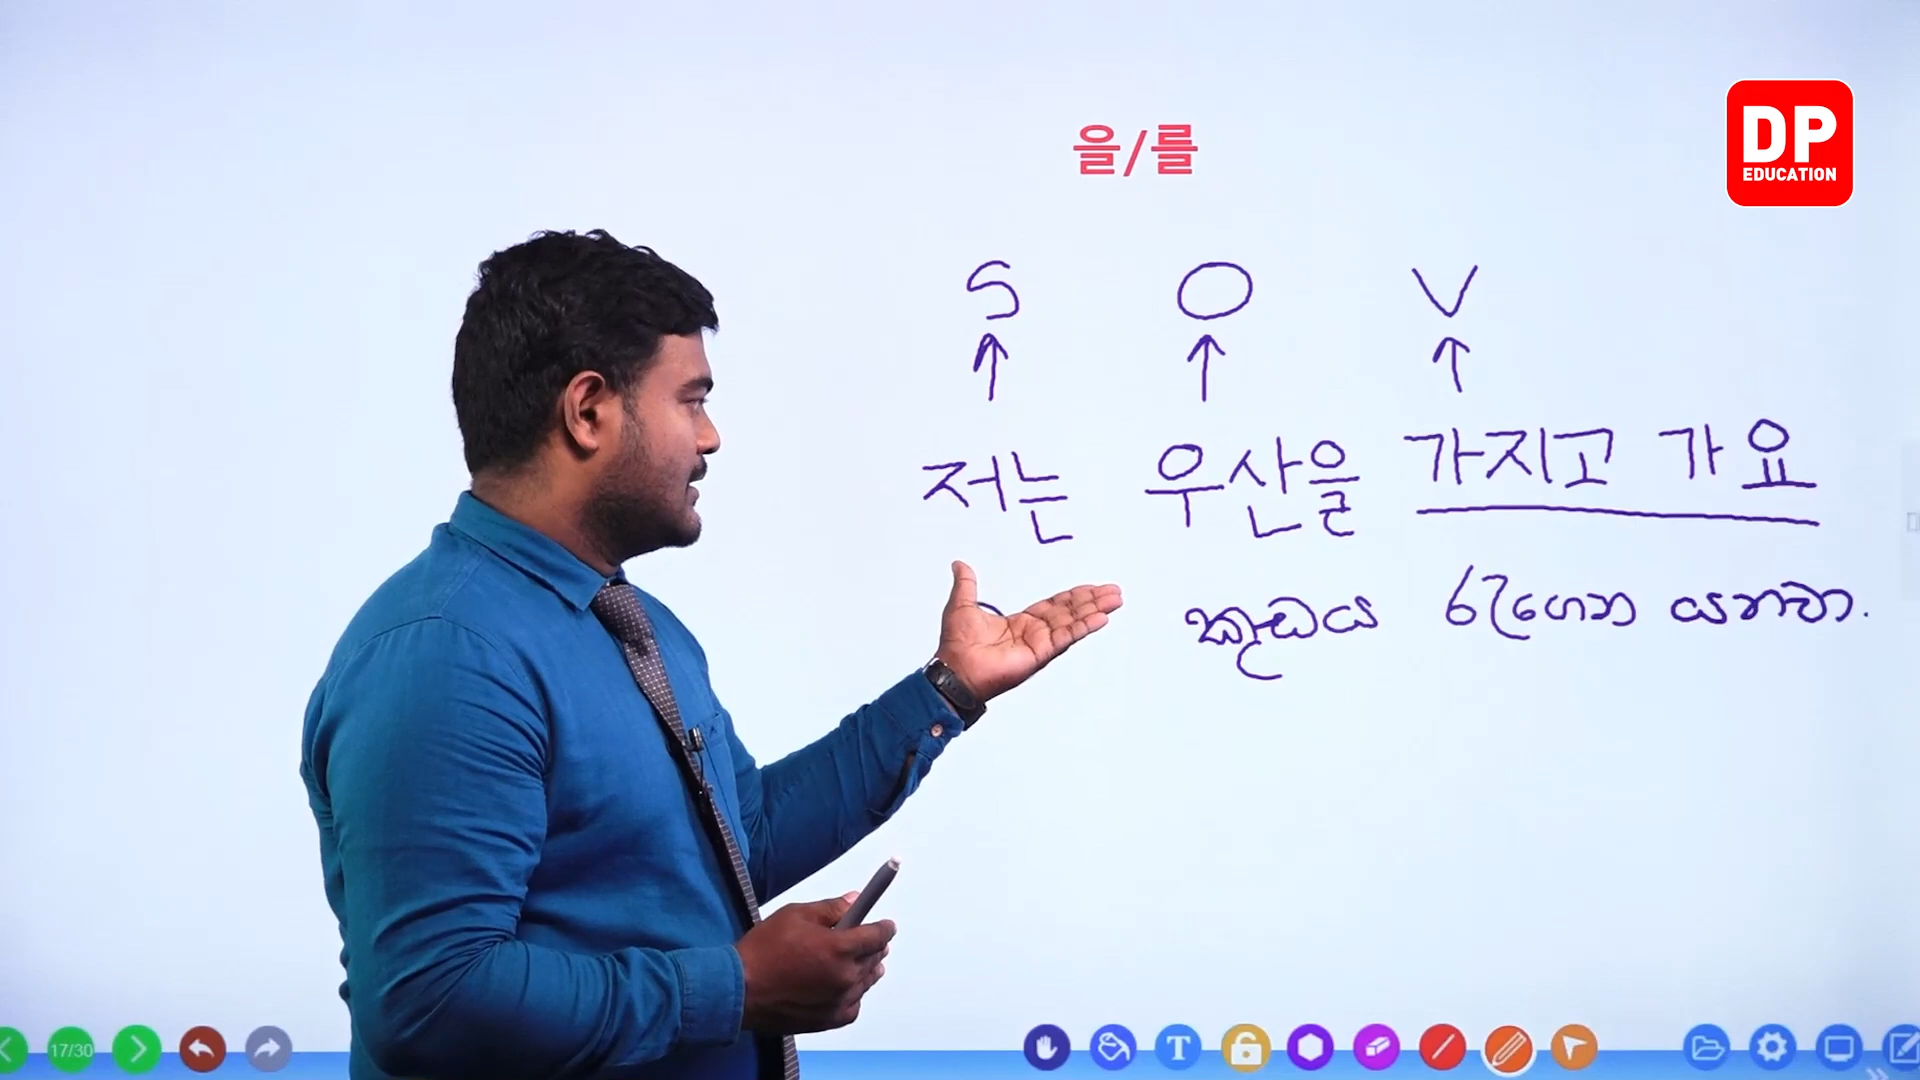 DP
EDUCATION
을/를
S O V
저는 우산을 가지고 가요
කුඩය රැගෙන යනවා.
17/30
T